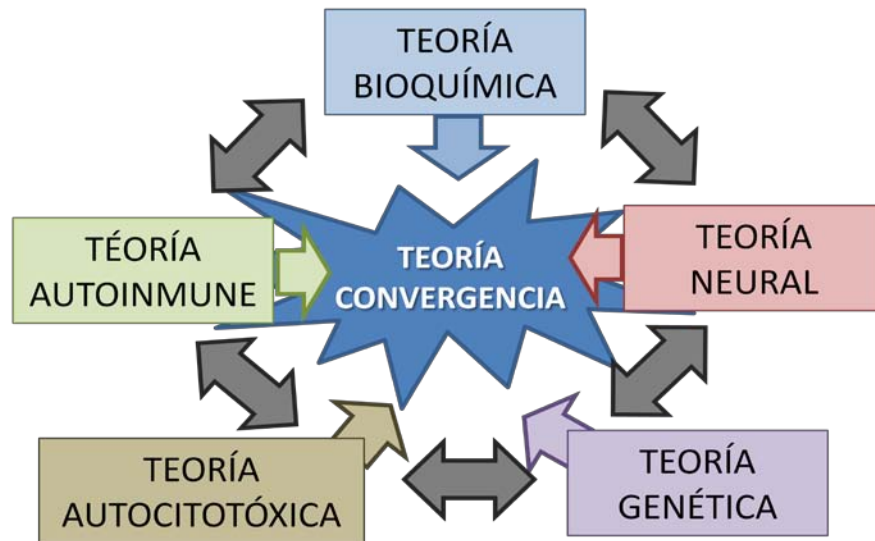 TEORÍA
BIOQUÍMICA
TÉORÍA
AUTOINMUNE
TEORÍA
CONVERGENCIA
TEORÍA
NEURAL
TEORÍA
AUTOCITOTÓXICA
TEORÍA
GENÉTICA